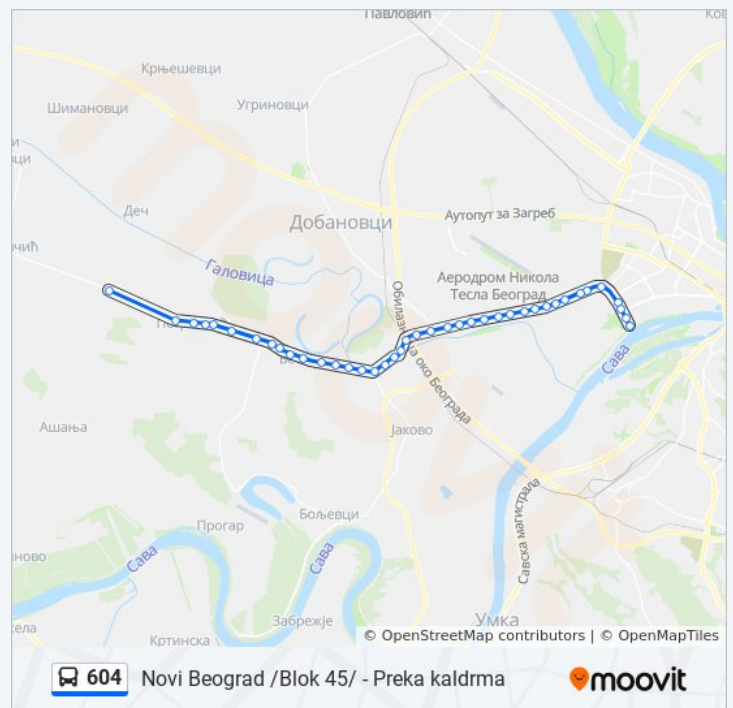 Павловић
Крњешевци
Шимановци
Угриновци
Деч
Аутопут за Загреб
Добановци
Галовица
Аеродром Никола
Тесла Београд
Обилазница око Београда
Сава
Јаково
Ашања
Савска магистрала
Прогар
Бољевци
Сава
Сава
Забрежје
Умка
Кртинска
© OpenStreetMap contributors | © OpenMapTiles
604 Novi Beograd /Blok 45/ - Preka kaldrma
moovit